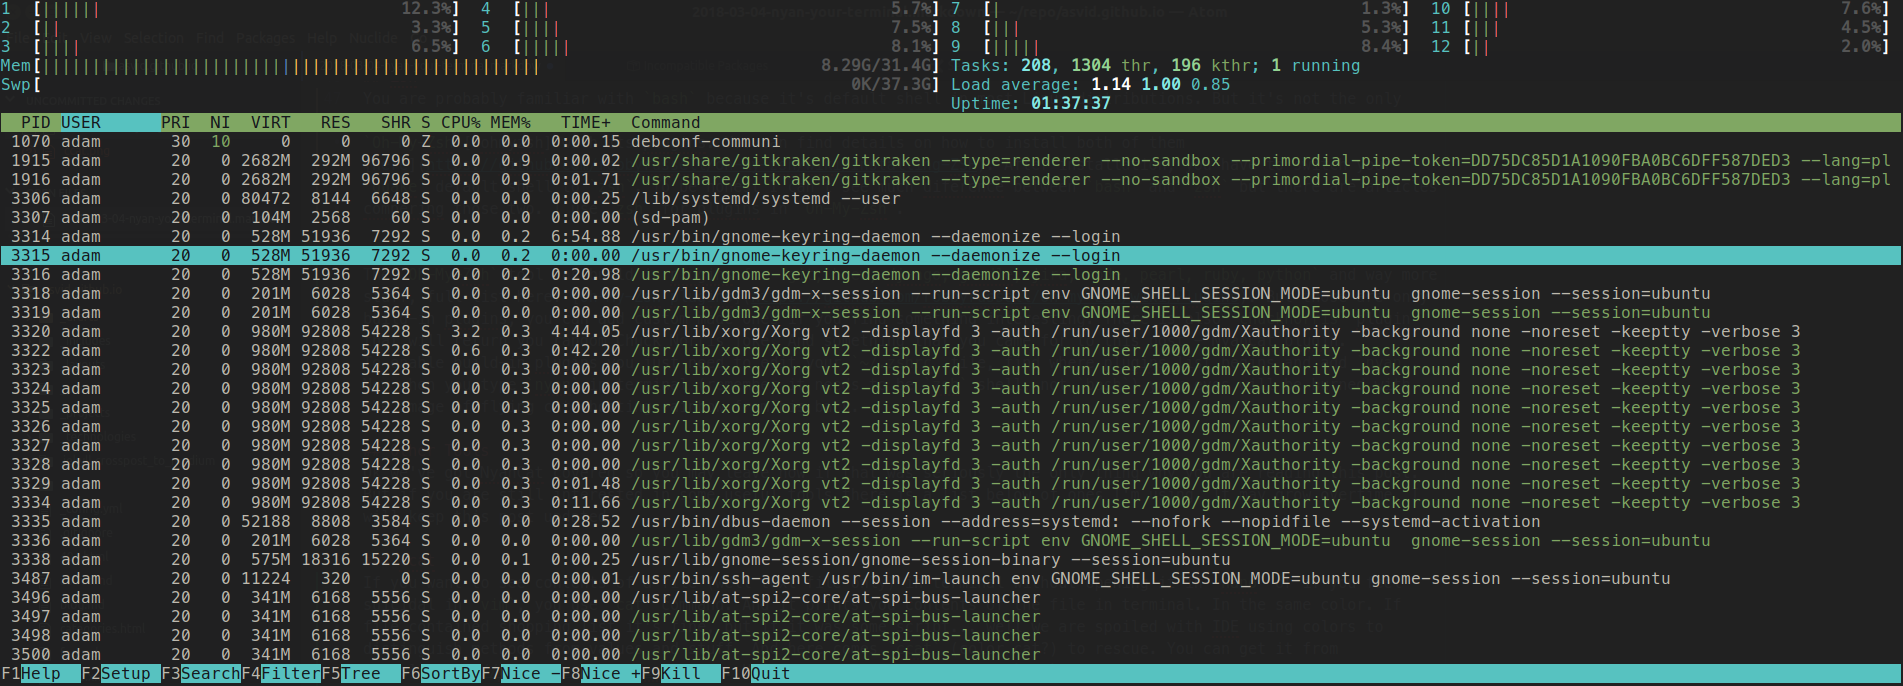 1 [||||||   12.3%] 4 [|||   5.7%] 7 [|   1.3%] 10 [||||   7.6%]
2 [||   3.3%] 5 [||||   7.5%] 8 [|||   5.3%] 11 [|||   4.5%]
3 [||||   6.5%] 6 [|||||   8.1%] 9 [|||||   8.4%] 12 [||   2.0%]
Mem[||||||||||||||||||||||||||||||||||||||||||||||||||   8.29G/31.4G] Tasks: 208, 1304 thr, 196 kthr; 1 running
Swp[   0K/37.3G] Load average: 1.14 1.00 0.85
Uptime: 01:37:37
PID USER PRI NI VIRT RES SHR S CPU% MEM% TIME+ Command
1070 adam 30 10 0 0 0 Z 0.0 0.0 0:00.15 debconf-communi
1915 adam 20 0 2682M 292M 96796 S 0.0 0.9 0:00.02 /usr/share/gitkraken/gitkraken --type=renderer --no-sandbox --primordial-pipe-token=DD75DC85D1A1090FBA0BC6DFF587DED3 --lang=pl
1916 adam 20 0 2682M 292M 96796 S 0.0 0.9 0:01.71 /usr/share/gitkraken/gitkraken --type=renderer --no-sandbox --primordial-pipe-token=DD75DC85D1A1090FBA0BC6DFF587DED3 --lang=pl
3306 adam 20 0 80472 8144 6648 S 0.0 0.0 0:00.25 /lib/systemd/systemd --user
3307 adam 20 0 104M 2568 60 S 0.0 0.0 0:00.00 (sd-pam)
3314 adam 20 0 528M 51936 7292 S 0.0 0.2 6:54.88 /usr/bin/gnome-keyring-daemon --daemonize --login
3315 adam 20 0 528M 51936 7292 S 0.0 0.2 0:00.00 /usr/bin/gnome-keyring-daemon --daemonize --login
3316 adam 20 0 528M 51936 7292 S 0.0 0.2 0:20.98 /usr/bin/gnome-keyring-daemon --daemonize --login
3318 adam 20 0 201M 6028 5364 S 0.0 0.0 0:00.00 /usr/lib/gdm3/gdm-x-session --run-script env GNOME_SHELL_SESSION_MODE=ubuntu  gnome-session --session=ubuntu
3319 adam 20 0 201M 6028 5364 S 0.0 0.0 0:00.00 /usr/lib/gdm3/gdm-x-session --run-script env GNOME_SHELL_SESSION_MODE=ubuntu  gnome-session --session=ubuntu
3320 adam 20 0 980M 92808 54228 S 3.2 0.3 4:44.05 /usr/lib/xorg/Xorg vt2 -displayfd 3 -auth /run/user/1000/gdm/Xauthority -background none -noreset -keeptty -verbose 3
3322 adam 20 0 980M 92808 54228 S 0.6 0.3 0:42.20 /usr/lib/xorg/Xorg vt2 -displayfd 3 -auth /run/user/1000/gdm/Xauthority -background none -noreset -keeptty -verbose 3
3323 adam 20 0 980M 92808 54228 S 0.0 0.3 0:00.00 /usr/lib/xorg/Xorg vt2 -displayfd 3 -auth /run/user/1000/gdm/Xauthority -background none -noreset -keeptty -verbose 3
3324 adam 20 0 980M 92808 54228 S 0.0 0.3 0:00.00 /usr/lib/xorg/Xorg vt2 -displayfd 3 -auth /run/user/1000/gdm/Xauthority -background none -noreset -keeptty -verbose 3
3325 adam 20 0 980M 92808 54228 S 0.0 0.3 0:00.00 /usr/lib/xorg/Xorg vt2 -displayfd 3 -auth /run/user/1000/gdm/Xauthority -background none -noreset -keeptty -verbose 3
3326 adam 20 0 980M 92808 54228 S 0.0 0.3 0:00.00 /usr/lib/xorg/Xorg vt2 -displayfd 3 -auth /run/user/1000/gdm/Xauthority -background none -noreset -keeptty -verbose 3
3327 adam 20 0 980M 92808 54228 S 0.0 0.3 0:00.00 /usr/lib/xorg/Xorg vt2 -displayfd 3 -auth /run/user/1000/gdm/Xauthority -background none -noreset -keeptty -verbose 3
3328 adam 20 0 980M 92808 54228 S 0.0 0.3 0:00.00 /usr/lib/xorg/Xorg vt2 -displayfd 3 -auth /run/user/1000/gdm/Xauthority -background none -noreset -keeptty -verbose 3
3329 adam 20 0 980M 92808 54228 S 0.0 0.3 0:01.48 /usr/lib/xorg/Xorg vt2 -displayfd 3 -auth /run/user/1000/gdm/Xauthority -background none -noreset -keeptty -verbose 3
3334 adam 20 0 980M 92808 54228 S 0.0 0.3 0:11.66 /usr/lib/xorg/Xorg vt2 -displayfd 3 -auth /run/user/1000/gdm/Xauthority -background none -noreset -keeptty -verbose 3
3335 adam 20 0 52188 8808 3584 S 0.0 0.0 0:28.52 /usr/bin/dbus-daemon --session --address=systemd: --nofork --nopidfile --systemd-activation
3336 adam 20 0 201M 6028 5364 S 0.0 0.0 0:00.00 /usr/lib/gdm3/gdm-x-session --run-script env GNOME_SHELL_SESSION_MODE=ubuntu  gnome-session --session=ubuntu
3338 adam 20 0 575M 18316 15220 S 0.0 0.1 0:00.25 /usr/lib/gnome-session/gnome-session-binary --session=ubuntu
3487 adam 20 0 11224 320 0 S 0.0 0.0 0:00.01 /usr/bin/ssh-agent /usr/bin/im-launch env GNOME_SHELL_SESSION_MODE=ubuntu gnome-session --session=ubuntu
3496 adam 20 0 341M 6168 5556 S 0.0 0.0 0:00.00 /usr/lib/at-spi2-core/at-spi-bus-launcher
3497 adam 20 0 341M 6168 5556 S 0.0 0.0 0:00.00 /usr/lib/at-spi2-core/at-spi-bus-launcher
3498 adam 20 0 341M 6168 5556 S 0.0 0.0 0:00.00 /usr/lib/at-spi2-core/at-spi-bus-launcher
3500 adam 20 0 341M 6168 5556 S 0.0 0.0 0:00.00 /usr/lib/at-spi2-core/at-spi-bus-launcher
F1Help F2Setup F3SearchF4FilterF5Tree F6SortByF7Nice -F8Nice +F9Kill F10Quit